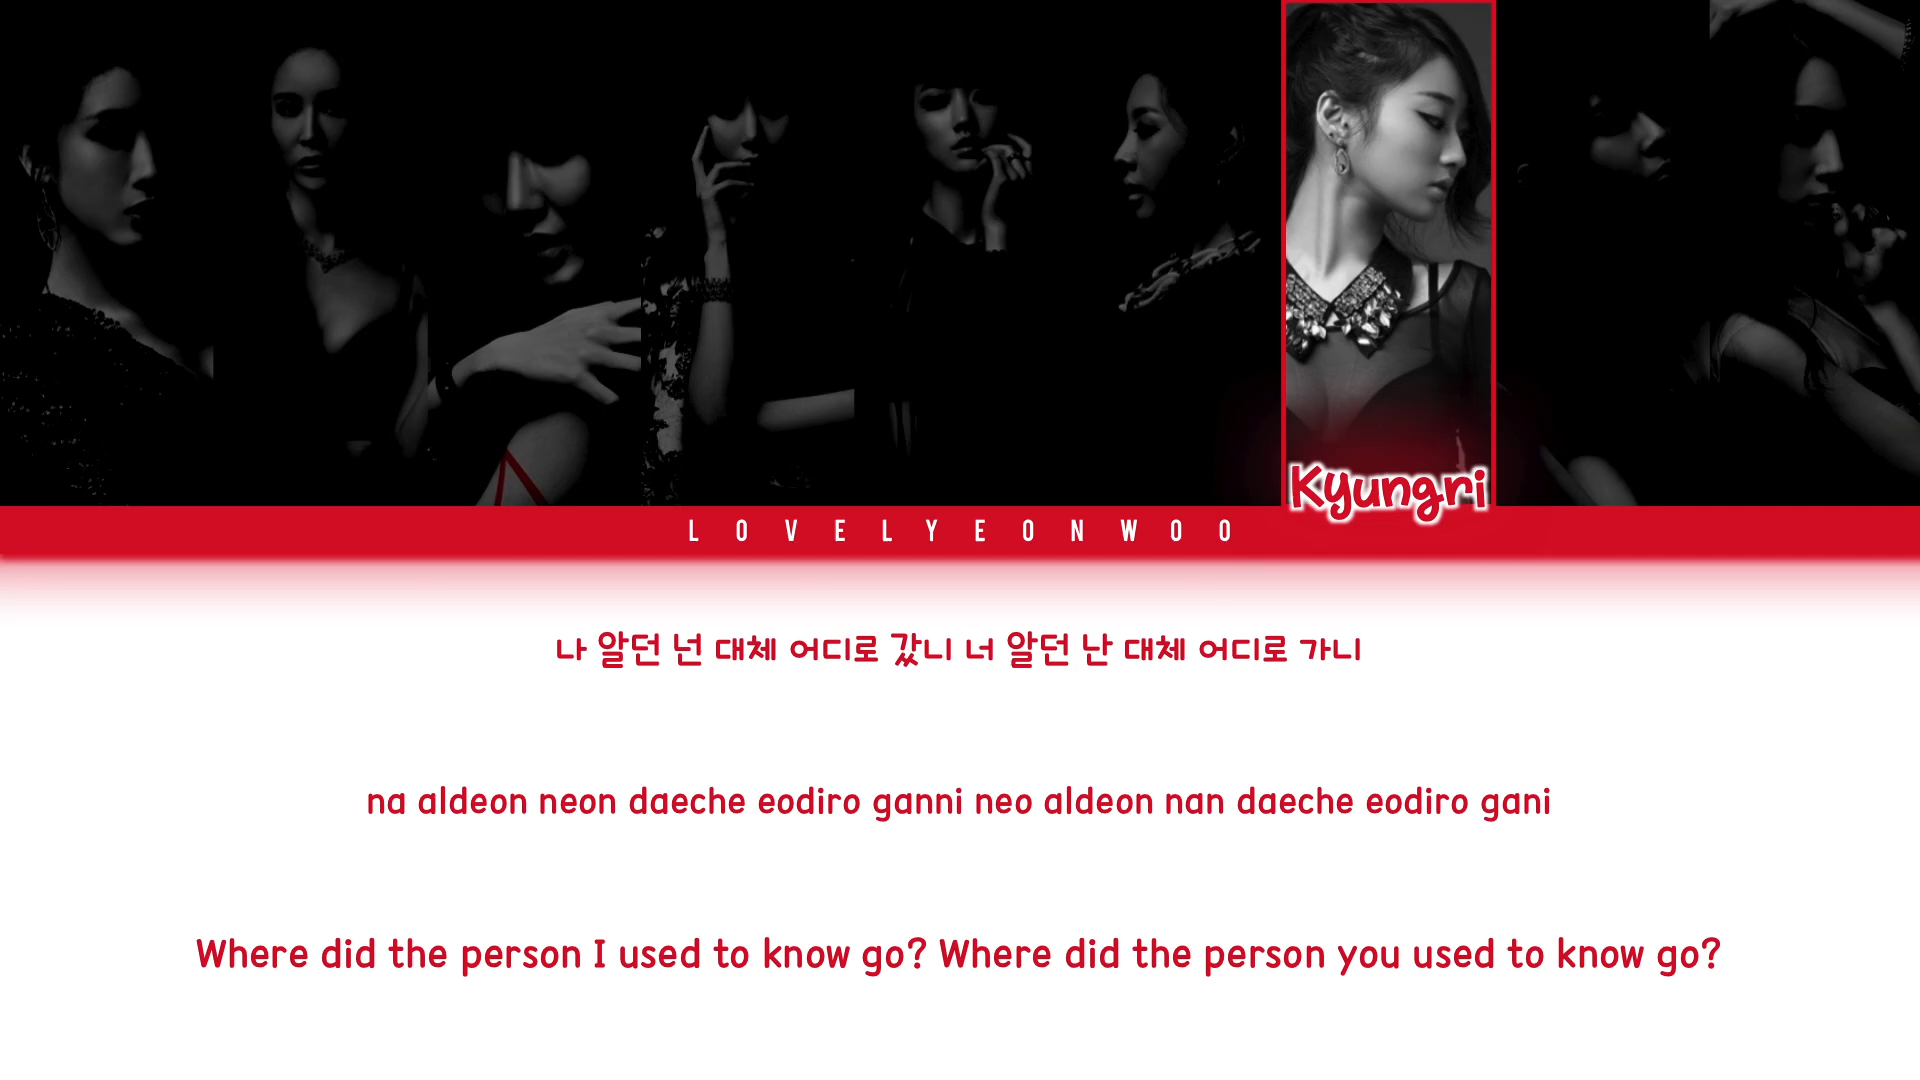 Kyungri
LOVELYEONWOO
나 알던 넌 대체 어디로 갔니 너 알던 난 대체 어디로 가니
na aldeon neon daeche eodiro ganni neo aldeon nan daeche eodiro gani
Where did the person I used to know go? Where did the person you used to know go?